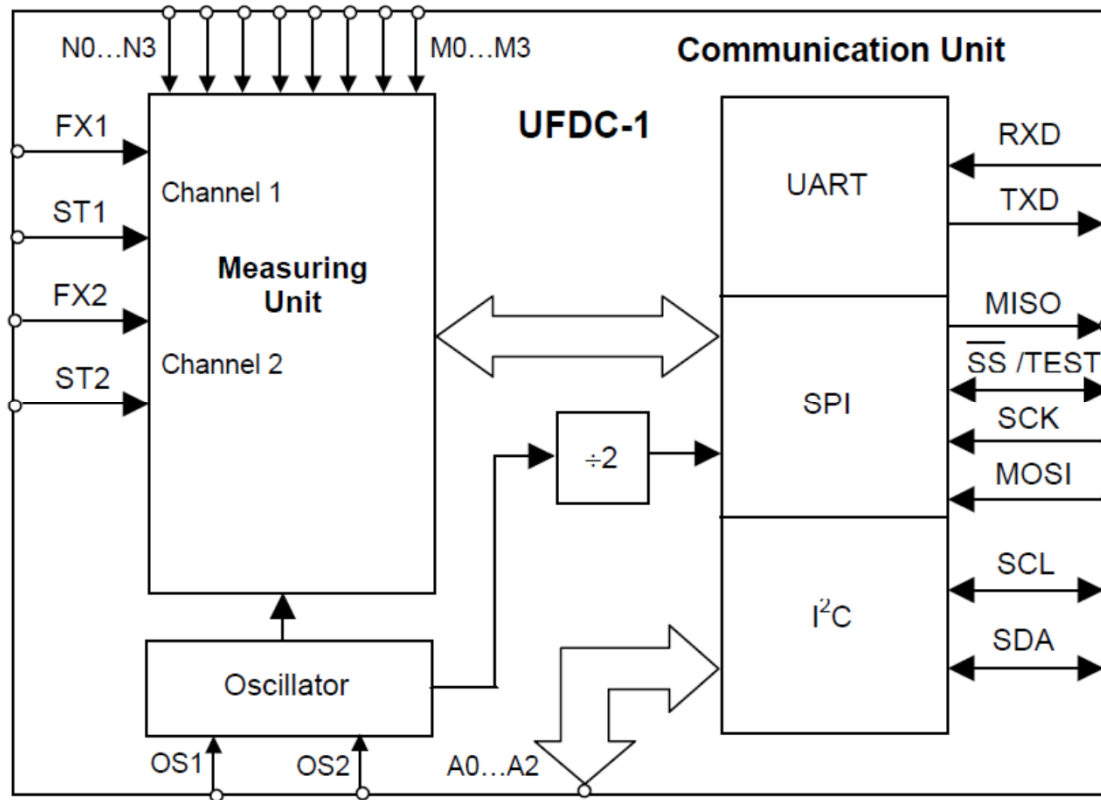 N0...N3
M0...M3
Communication Unit
UFDC-1
FX1
ST1
FX2
ST2
Channel 1
Measuring
Unit
Channel 2
UART
SPI
I²C
RXD
TXD
MISO
S̅S̅ /TEST
SCK
MOSI
SCL
SDA
÷2
Oscillator
OS1
OS2
A0...A2